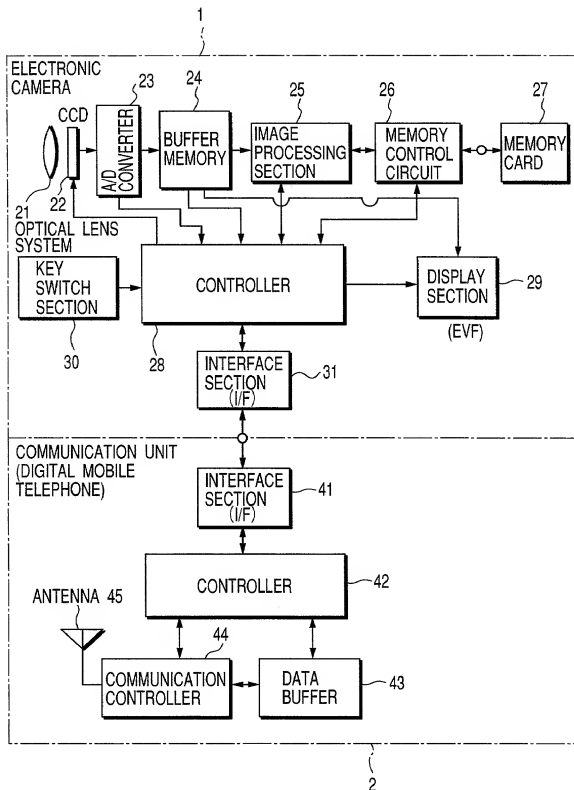 1
ELECTRONIC
CAMERA
CCD
23
24
25
26
27
A/D
CONVERTER
BUFFER
MEMORY
IMAGE
PROCESSING
SECTION
MEMORY
CONTROL
CIRCUIT
MEMORY
CARD
21
22
OPTICAL LENS
SYSTEM
KEY
SWITCH
SECTION
CONTROLLER
DISPLAY
SECTION
29
(EVF)
30
28
INTERFACE
SECTION
(I/F)
31
COMMUNICATION UNIT
(DIGITAL MOBILE
TELEPHONE)
INTERFACE
SECTION
(I/F)
41
CONTROLLER
42
ANTENNA 45
44
COMMUNICATION
CONTROLLER
DATA
BUFFER
43
2